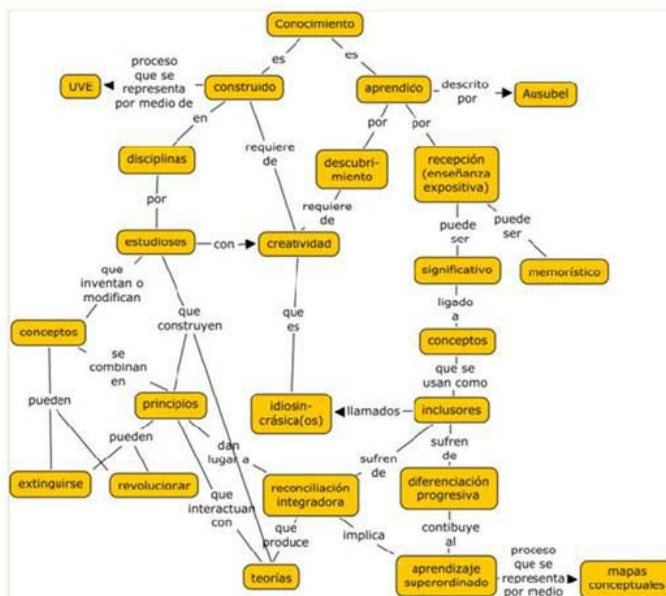 Conocimiento
es
es
proceso
que se
representa
por medio de
UVE
construido
aprendido
descrito
por
Ausubel
en
requiere
de
por
por
disciplinas
descubri-
miento
recepción
(enseñanza
expositiva)
por
requiere
de
puede
ser
puede
ser
estudiosos
con
creatividad
significativo
memorístico
que
inventan o
modifican
que
construyen
que
es
ligado
a
conceptos
conceptos
se
combinan
en
que se
usan como
pueden
principios
idiosin-
crásica(os)
llamados
inclusores
pueden
dan
lugar a
sufren
de
sufren
de
extinguirse
revolucionar
reconciliación
integradora
diferenciación
progresiva
que
interactuan
con
que
produce
implica
contibuye
al
teorías
aprendizaje
superordinado
proceso
que se
representa
por medio
mapas
conceptuales